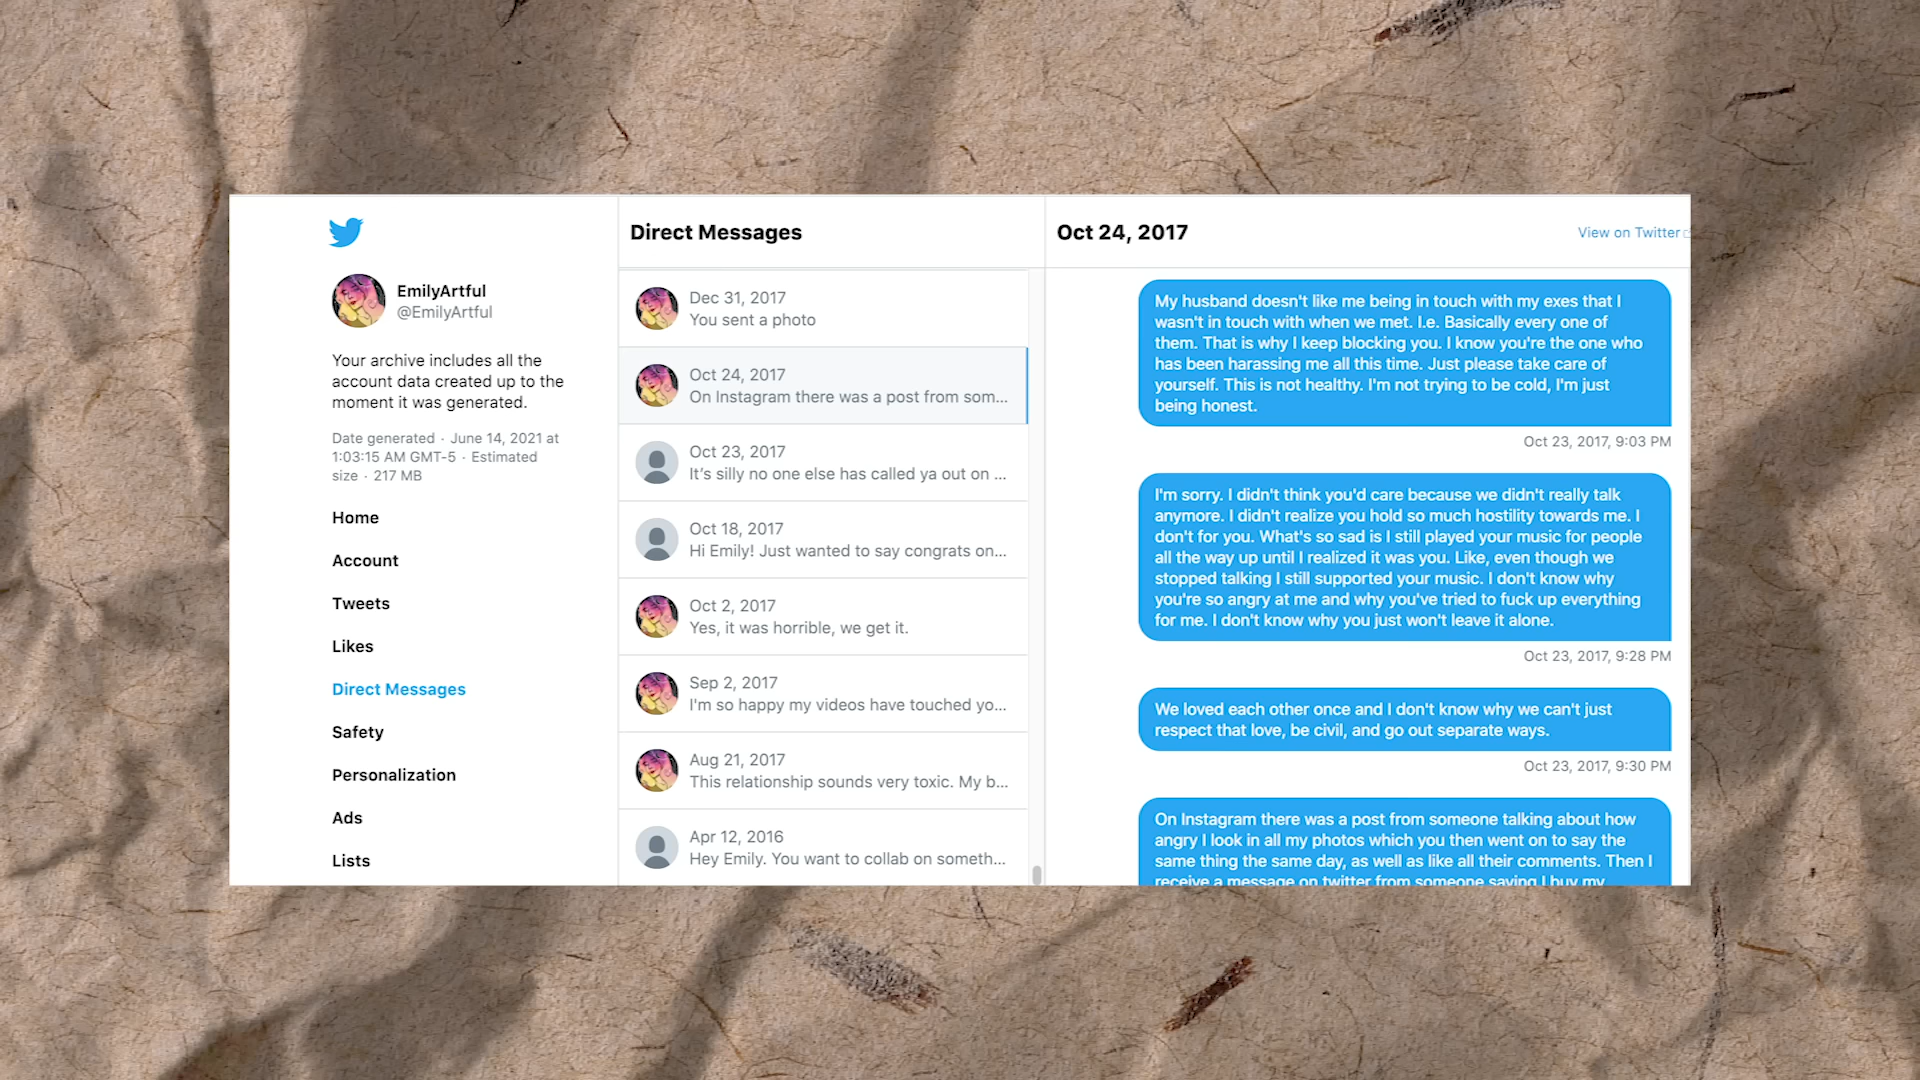 EmilyArtful
@EmilyArtful
Your archive includes all the
account data created up to the
moment it was generated.
Date generated · June 14, 2021 at
1:03:15 AM GMT-5 · Estimated
size · 217 MB
Home
Account
Tweets
Likes
Direct Messages
Safety
Personalization
Ads
Lists
Direct Messages
Dec 31, 2017
You sent a photo
Oct 24, 2017
On Instagram there was a post from som...
Oct 23, 2017
It's silly no one else has called ya out on ...
Oct 18, 2017
Hi Emily! Just wanted to say congrats on...
Oct 2, 2017
Yes, it was horrible, we get it.
Sep 2, 2017
I'm so happy my videos have touched yo...
Aug 21, 2017
This relationship sounds very toxic. My b...
Apr 12, 2016
Hey Emily. You want to collab on someth...
Oct 24, 2017
View on Twitter
My husband doesn't like me being in touch with my exes that I
wasn't in touch with when we met. I.e. Basically every one of
them. That is why I keep blocking you. I know you're the one who
has been harassing me all this time. Just please take care of
yourself. This is not healthy. I'm not trying to be cold, I'm just
being honest.
Oct 23, 2017, 9:03 PM
I'm sorry. I didn't think you'd care because we didn't really talk
anymore. I didn't realize you hold so much hostility towards me. I
don't for you. What's so sad is I still played your music for people
all the way up until I realized it was you. Like, even though we
stopped talking I still supported your music. I don't know why
you're so angry at me and why you've tried to fuck up everything
for me. I don't know why you just won't leave it alone.
Oct 23, 2017, 9:28 PM
We loved each other once and I don't know why we can't just
respect that love, be civil, and go out separate ways.
Oct 23, 2017, 9:30 PM
On Instagram there was a post from someone talking about how
angry I look in all my photos which you then went on to say the
same thing the same day, as well as like all their comments. Then I
receive a message on twitter from someone saying I buy my